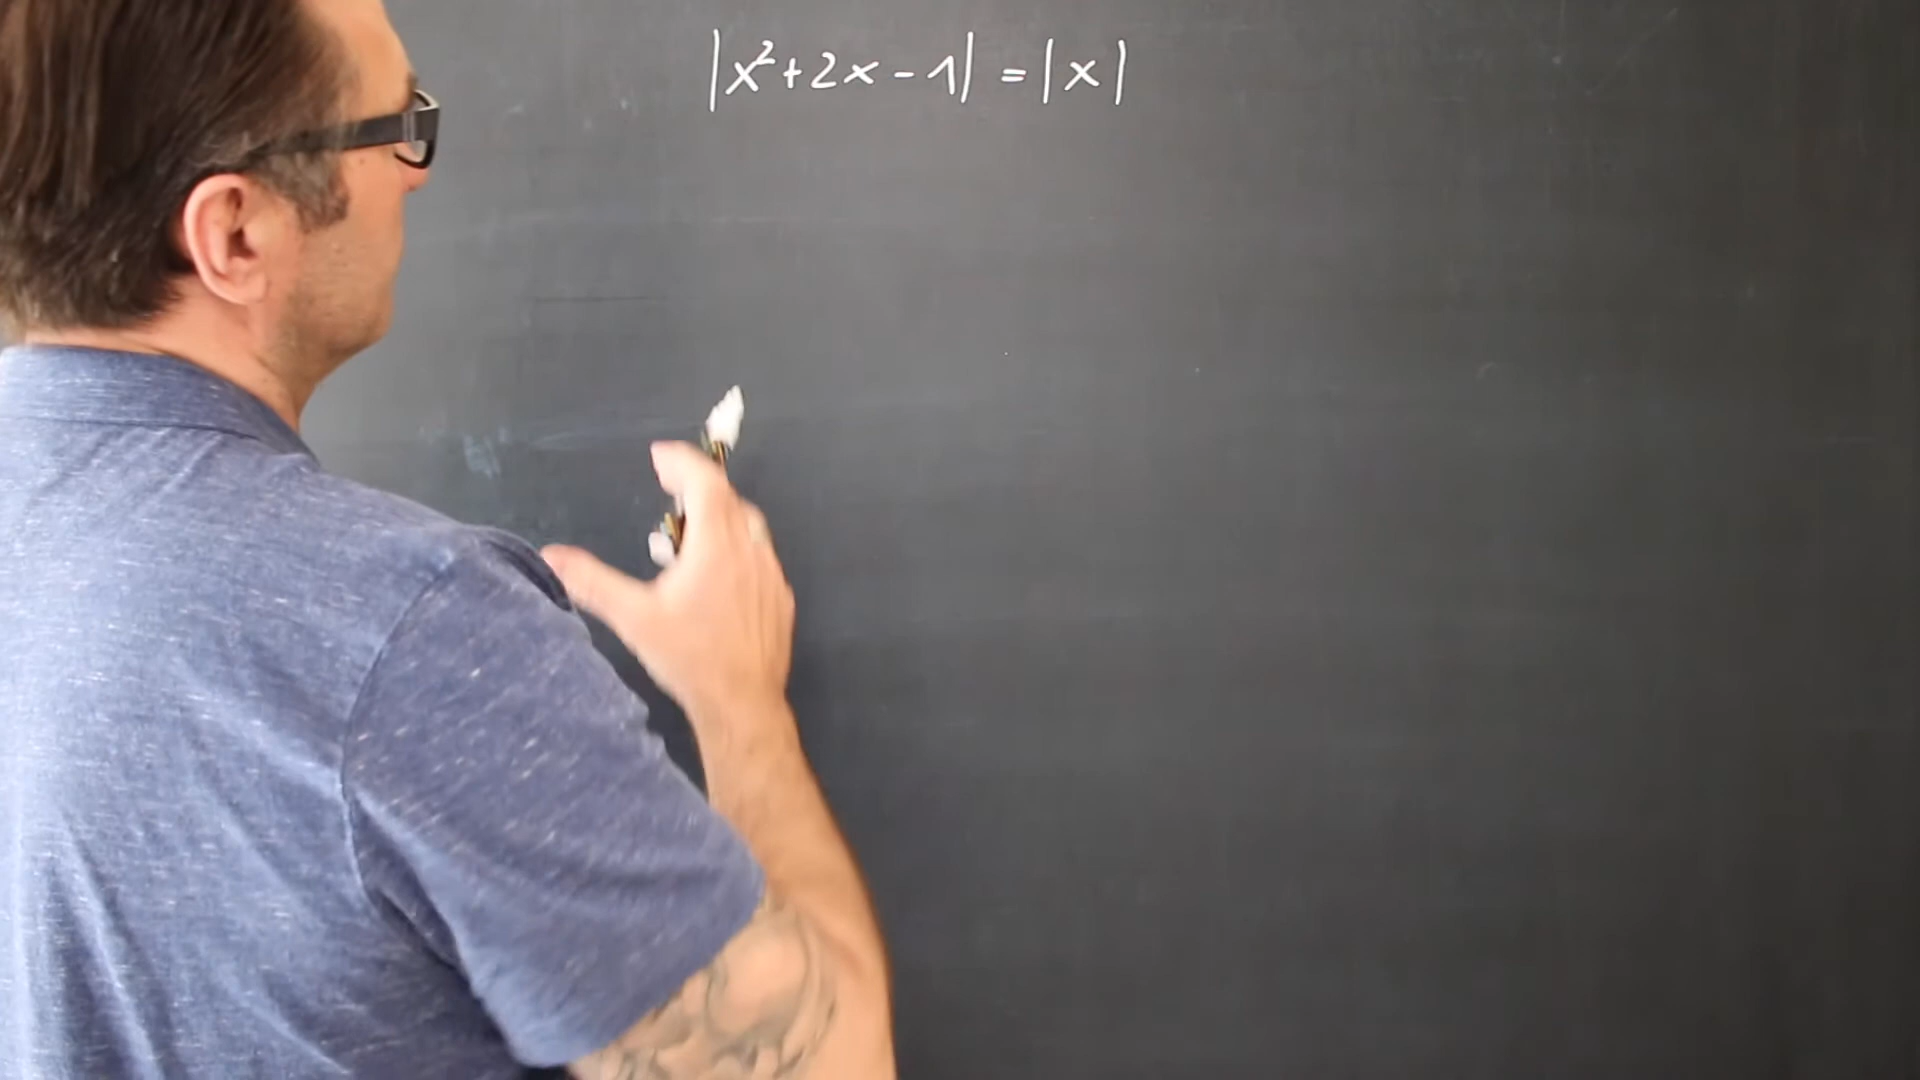 |x²+2x-1| = |x|